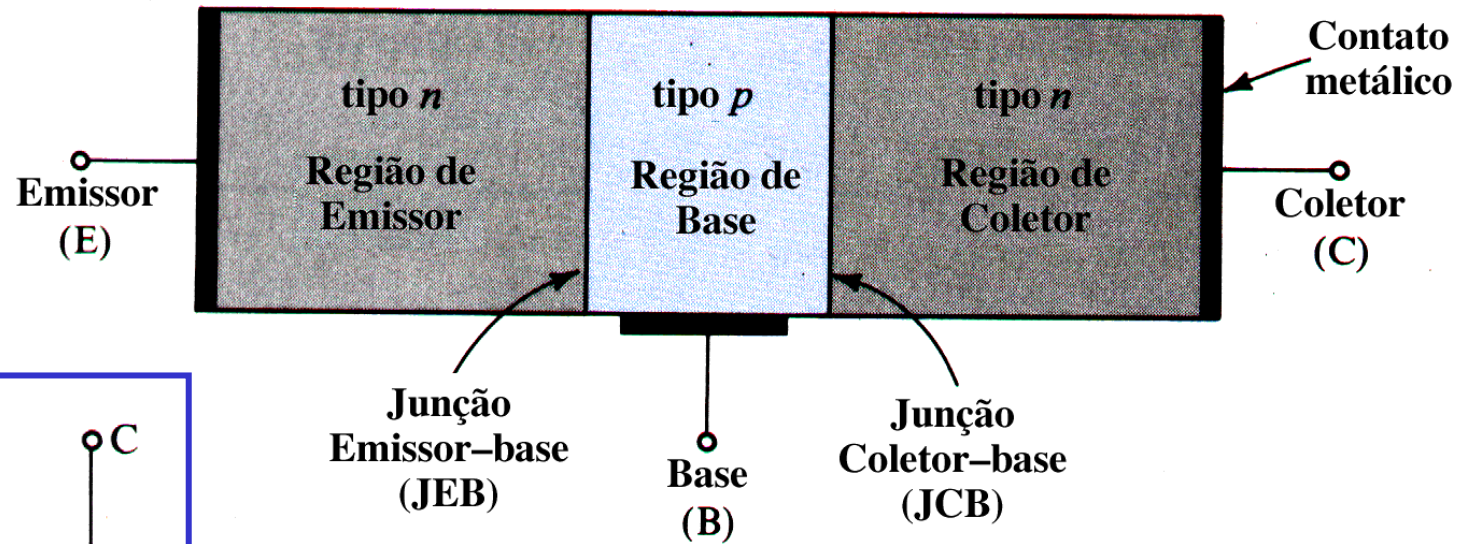 tipo n
Região de
Emissor
tipo p
Região de
Base
tipo n
Região de
Coletor
Contato
metálico
Emissor
(E)
Coletor
(C)
Junção
Emissor–base
(JEB)
Base
(B)
Junção
Coletor–base
(JCB)
C